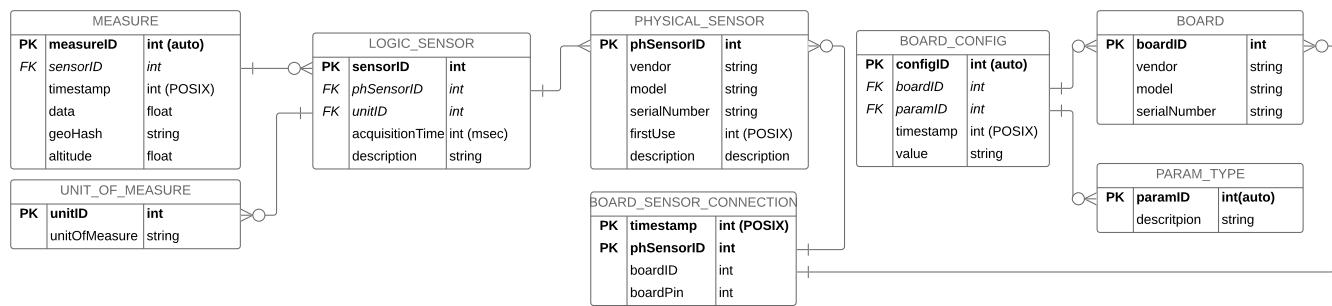 MEASURE
PK measureID int (auto)
FK sensorID int
timestamp int (POSIX)
data float
geoHash string
altitude float
UNIT_OF_MEASURE
PK unitID int
unitOfMeasure string
LOGIC_SENSOR
PK sensorID int
FK phSensorID int
FK unitID int
acquisitionTime int (msec)
description string
PHYSICAL_SENSOR
PK phSensorID int
vendor string
model string
serialNumber string
firstUse int (POSIX)
description description
BOARD_SENSOR_CONNECTION
PK timestamp int (POSIX)
PK phSensorID int
boardID int
boardPin int
BOARD_CONFIG
PK configID int (auto)
FK boardID int
FK paramID int
timestamp int (POSIX)
value string
BOARD
PK boardID int
vendor string
model string
serialNumber string
PARAM_TYPE
PK paramID int(auto)
descritpion string